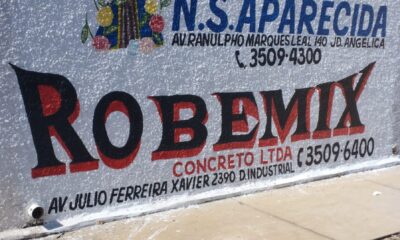 N.S.APARECIDA
AV.RANULPHO MARQUES LEAL 140 JD. ANGÉLICA
3509-4300
ROBEMIX
CONCRETO LTDA
3509-6400
AV JULIO FERREIRA XAVIER 2390 D.INDUSTRIAL